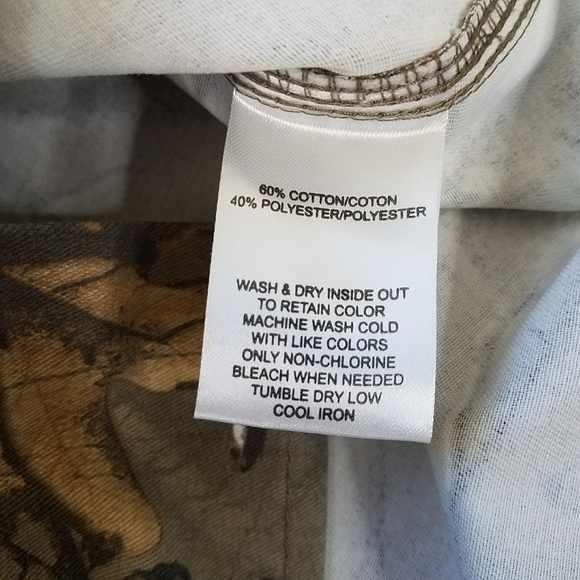 60% COTTON/COTON
40% POLYESTER/POLYESTER
WASH & DRY INSIDE OUT
TO RETAIN COLOR
MACHINE WASH COLD
WITH LIKE COLORS
ONLY NON-CHLORINE
BLEACH WHEN NEEDED
TUMBLE DRY LOW
COOL IRON